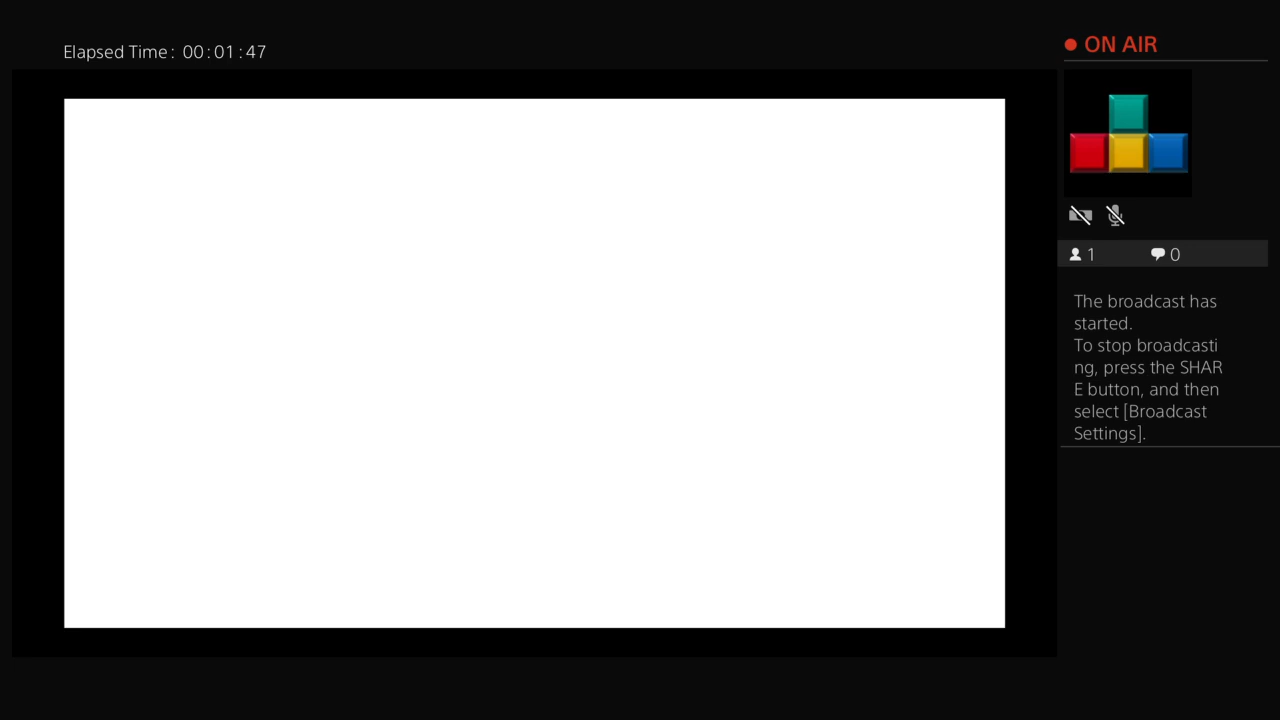 Elapsed Time: 00:01:47
ON AIR
1 0
The broadcast has
started.
To stop broadcasti
ng, press the SHAR
E button, and then
select [Broadcast
Settings].